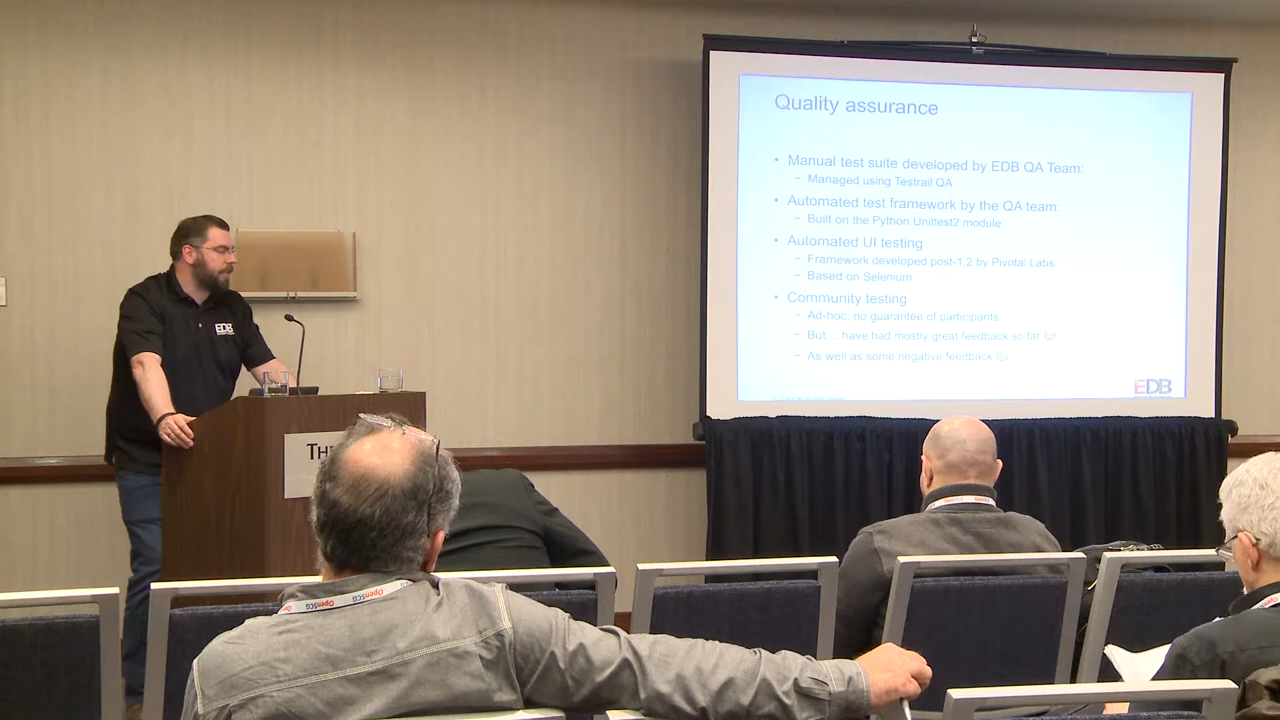 Quality assurance
• Manual test suite developed by EDB QA Team:
– Managed using Testrail QA
• Automated test framework by the QA team:
– Built on the Python Unittest2 module
• Automated UI testing
– Framework developed post-1.2 by Pivotal Labs
– Based on Selenium
• Community testing
– Ad-hoc: no guarantee of participants
– But... have had mostly great feedback so far
– As well as some negative feedback
EDB
EDB
TH
OpenSCG
OpenSCG